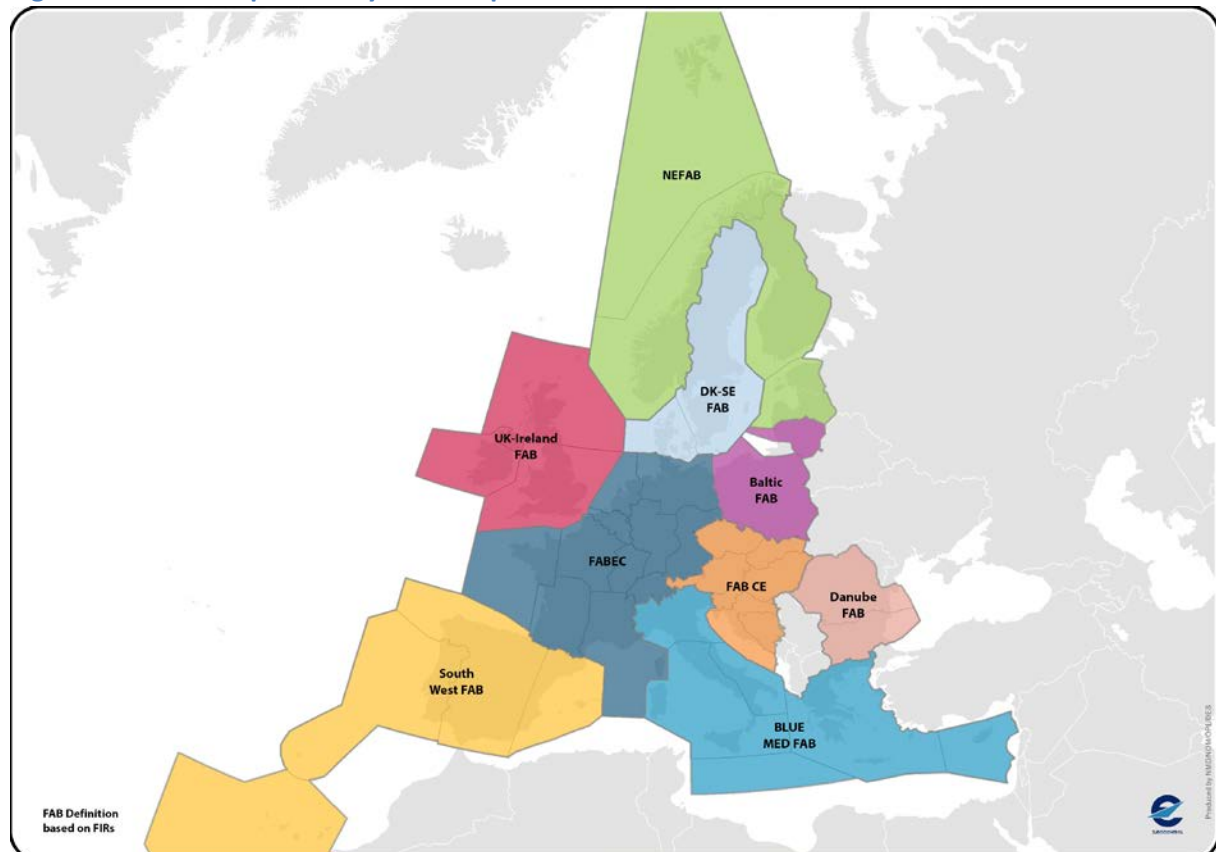 NEFAB
DK-SE
FAB
UK-Ireland
FAB
Baltic
FAB
FABEC
FAB CE
Danube
FAB
South
West FAB
BLUE
MED FAB
FAB Definition
based on FIRs
EUROCONTROL